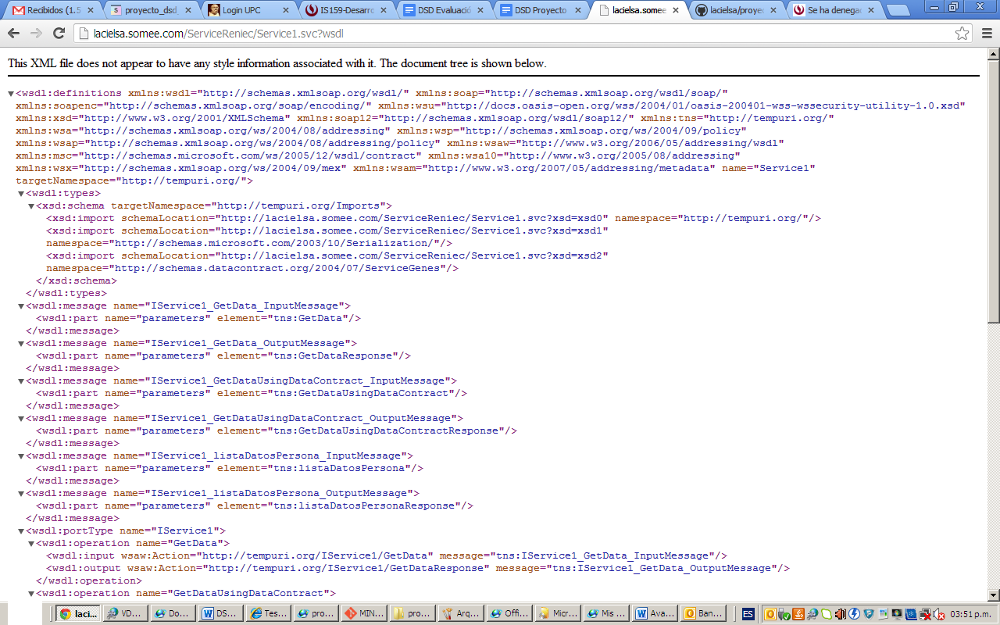 Recibidos (1.5
proyecto_dsd_
Login UPC
IS159-Desarro
DSD Evaluació
DSD Proyecto
lacielsa.somee
lacielsa/proye
Se ha denegar
lacielsa.somee.com/ServiceReniec/Service1.svc?wsdl
This XML file does not appear to have any style information associated with it. The document tree is shown below.
▼<wsdl:definitions xmlns:wsdl="http://schemas.xmlsoap.org/wsdl/" xmlns:soap="http://schemas.xmlsoap.org/wsdl/soap/"
xmlns:soapenc="http://schemas.xmlsoap.org/soap/encoding/" xmlns:wsu="http://docs.oasis-open.org/wss/2004/01/oasis-200401-wss-wssecurity-utility-1.0.xsd"
xmlns:xsd="http://www.w3.org/2001/XMLSchema" xmlns:soap12="http://schemas.xmlsoap.org/wsdl/soap12/" xmlns:tns="http://tempuri.org/"
xmlns:wsa="http://schemas.xmlsoap.org/ws/2004/08/addressing" xmlns:wsp="http://schemas.xmlsoap.org/ws/2004/09/policy"
xmlns:wsap="http://schemas.xmlsoap.org/ws/2004/08/addressing/policy" xmlns:wsaw="http://www.w3.org/2006/05/addressing/wsdl"
xmlns:msc="http://schemas.microsoft.com/ws/2005/12/wsdl/contract" xmlns:wsa10="http://www.w3.org/2005/08/addressing"
xmlns:wsx="http://schemas.xmlsoap.org/ws/2004/09/mex" xmlns:wsam="http://www.w3.org/2007/05/addressing/metadata" name="Service1"
targetNamespace="http://tempuri.org/">
▼<wsdl:types>
▼<xsd:schema targetNamespace="http://tempuri.org/Imports">
<xsd:import schemaLocation="http://lacielsa.somee.com/ServiceReniec/Service1.svc?xsd=xsd0" namespace="http://tempuri.org/"/>
<xsd:import schemaLocation="http://lacielsa.somee.com/ServiceReniec/Service1.svc?xsd=xsd1"
namespace="http://schemas.microsoft.com/2003/10/Serialization/"/>
<xsd:import schemaLocation="http://lacielsa.somee.com/ServiceReniec/Service1.svc?xsd=xsd2"
namespace="http://schemas.datacontract.org/2004/07/ServiceGenes"/>
</xsd:schema>
</wsdl:types>
▼<wsdl:message name="IService1_GetData_InputMessage">
<wsdl:part name="parameters" element="tns:GetData"/>
</wsdl:message>
▼<wsdl:message name="IService1_GetData_OutputMessage">
<wsdl:part name="parameters" element="tns:GetDataResponse"/>
</wsdl:message>
▼<wsdl:message name="IService1_GetDataUsingDataContract_InputMessage">
<wsdl:part name="parameters" element="tns:GetDataUsingDataContract"/>
</wsdl:message>
▼<wsdl:message name="IService1_GetDataUsingDataContract_OutputMessage">
<wsdl:part name="parameters" element="tns:GetDataUsingDataContractResponse"/>
</wsdl:message>
▼<wsdl:message name="IService1_listaDatosPersona_InputMessage">
<wsdl:part name="parameters" element="tns:listaDatosPersona"/>
</wsdl:message>
▼<wsdl:message name="IService1_listaDatosPersona_OutputMessage">
<wsdl:part name="parameters" element="tns:listaDatosPersonaResponse"/>
</wsdl:message>
▼<wsdl:portType name="IService1">
▼<wsdl:operation name="GetData">
<wsdl:input wsaw:Action="http://tempuri.org/IService1/GetData" message="tns:IService1_GetData_InputMessage"/>
<wsdl:output wsaw:Action="http://tempuri.org/IService1/GetDataResponse" message="tns:IService1_GetData_OutputMessage"/>
</wsdl:operation>
▼<wsdl:operation name="GetDataUsingDataContract">
laci...
VD...
Do...
DS...
Tes...
pro...
MIN...
pro...
Arq...
Offi...
Micr...
Mis ...
Ava...
Ban...
ES
03:51 p.m.